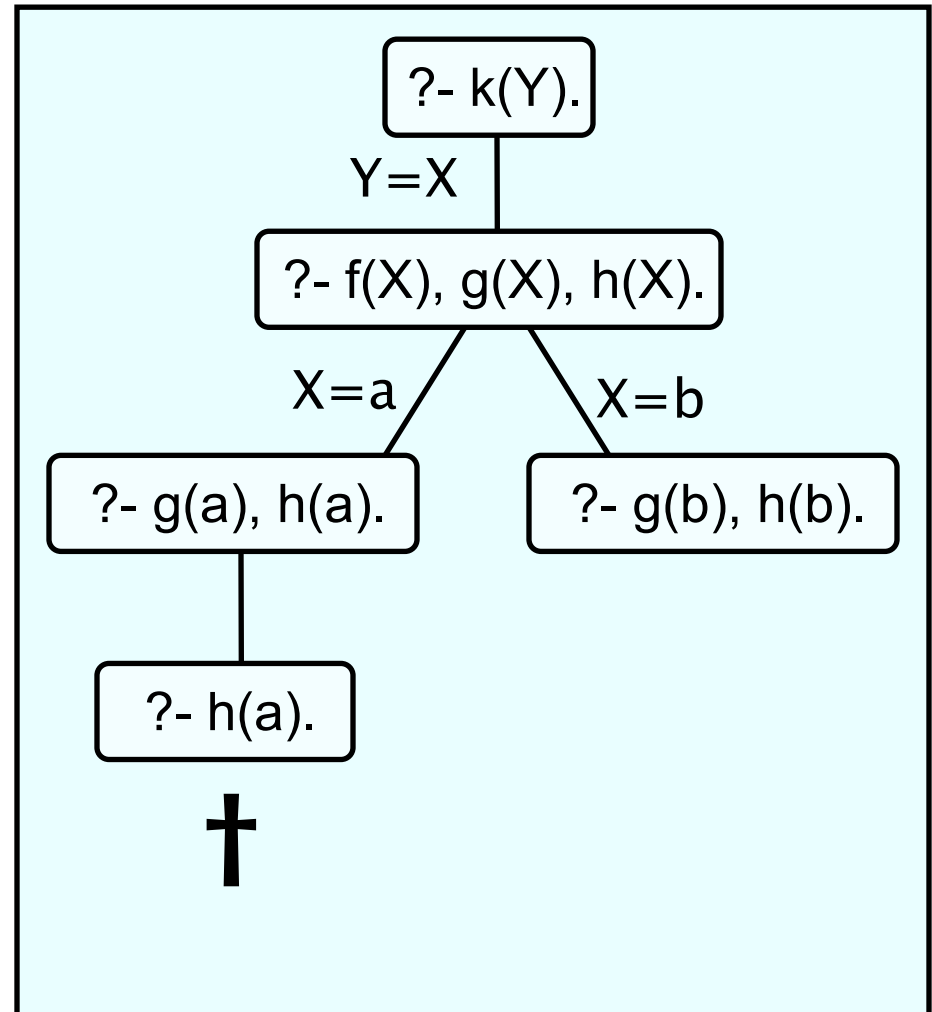 ?- k(Y).
Y=X
?- f(X), g(X), h(X).
X=a
X=b
?- g(a), h(a).
?- g(b), h(b).
?- h(a).
†